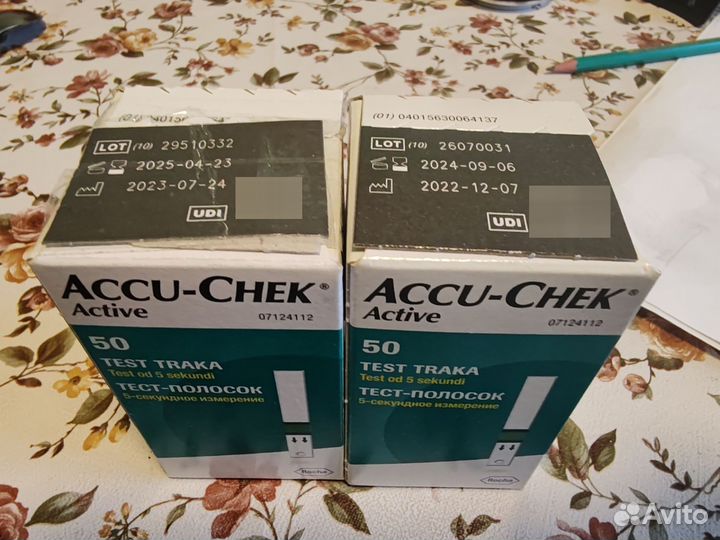 (01) 04015630064137
LOT (10) 29510332
2025-04-23
2023-07-24
UDI
ACCU-CHEK®
Active
07124112
50
TEST TRAKA
Test od 5 sekundi
ТЕСТ-ПОЛОСОК
5-секундное измерение
Roche
LOT (10) 26070031
2024-09-06
2022-12-07
UDI
ACCU-CHEK®
Active
07124112
50
TEST TRAKA
Test od 5 sekundi
ТЕСТ-ПОЛОСОК
5-секундное измерение
Roche
Avito